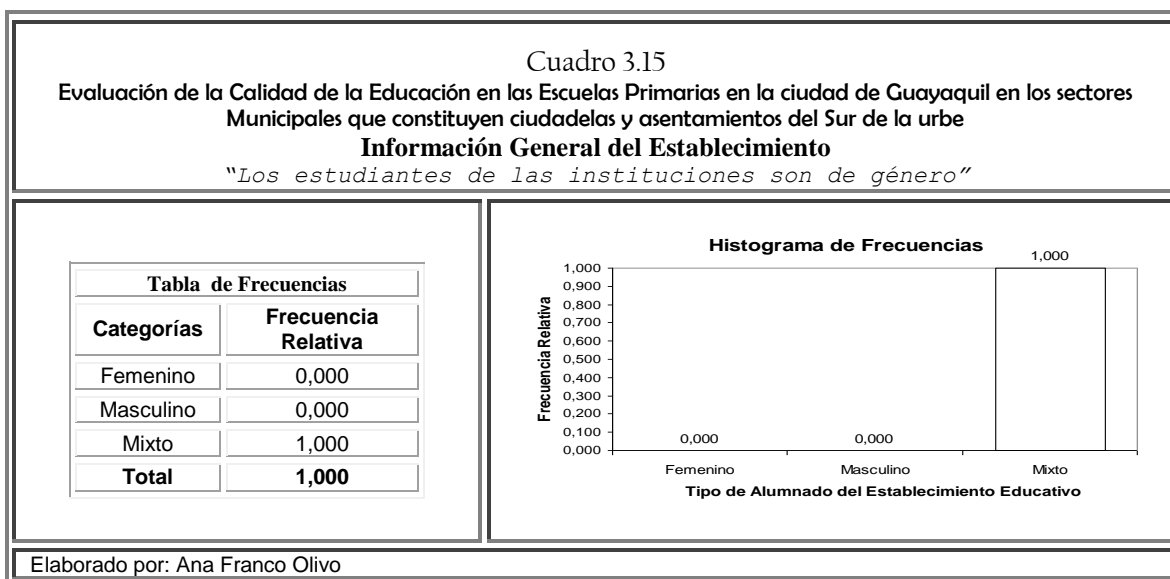 Cuadro 3.15
Evaluación de la Calidad de la Educación en las Escuelas Primarias en la ciudad de Guayaquil en los sectores
Municipales que constituyen ciudadelas y asentamientos del Sur de la urbe
Información General del Establecimiento
“Los estudiantes de las instituciones son de género”
Tabla de Frecuencias
Categorías Frecuencia Relativa
Femenino 0,000
Masculino 0,000
Mixto 1,000
Total 1,000
Histograma de Frecuencias
1,000
1,000
0,900
0,800
0,700
0,600
0,500
0,400
0,300
0,200
0,100
0,000
Frecuencia Relativa
0,000 0,000
Femenino Masculino Mixto
Tipo de Alumnado del Establecimiento Educativo
Elaborado por: Ana Franco Olivo